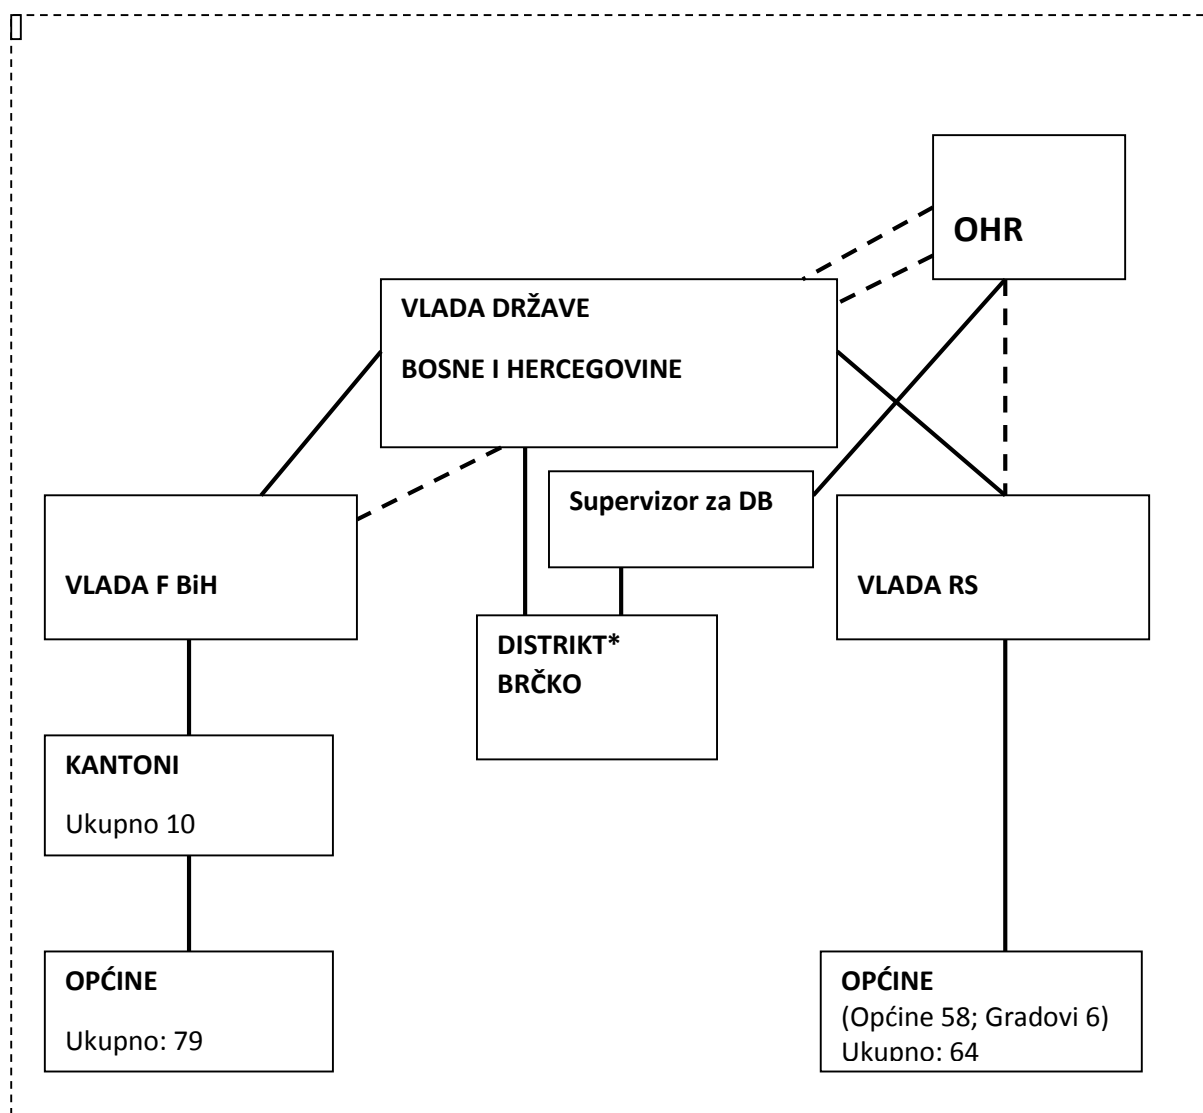 OHR
VLADA DRŽAVE
BOSNE I HERCEGOVINE
Supervizor za DB
VLADA F BiH
VLADA RS
DISTRIKT*
BRČKO
KANTONI
Ukupno 10
OPĆINE
Ukupno: 79
OPĆINE
(Općine 58; Gradovi 6)
Ukupno: 64